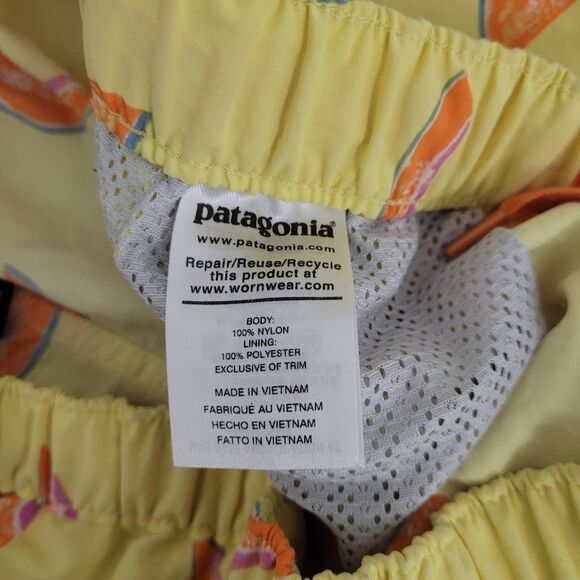 patagonia®
www.patagonia.com
Repair/Reuse/Recycle
this product at
www.wornwear.com
BODY:
100% NYLON
LINING:
100% POLYESTER
EXCLUSIVE OF TRIM
MADE IN VIETNAM
FABRIQUÉ AU VIETNAM
HECHO EN VIETNAM
FATTO IN VIETNAM